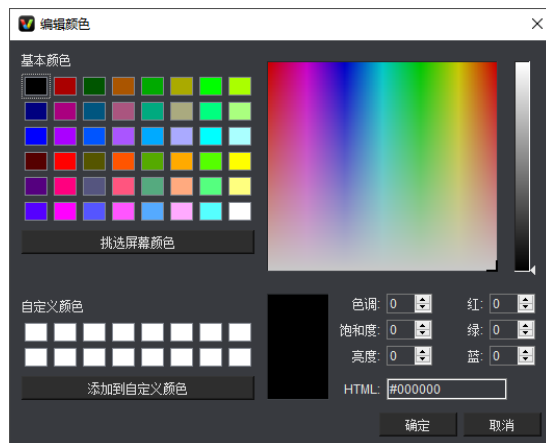 编辑颜色
基本颜色
挑选屏幕颜色
自定义颜色
添加到自定义颜色
色调: 0 红: 0
饱和度: 0 绿: 0
亮度: 0 蓝: 0
HTML: #000000
确定 取消